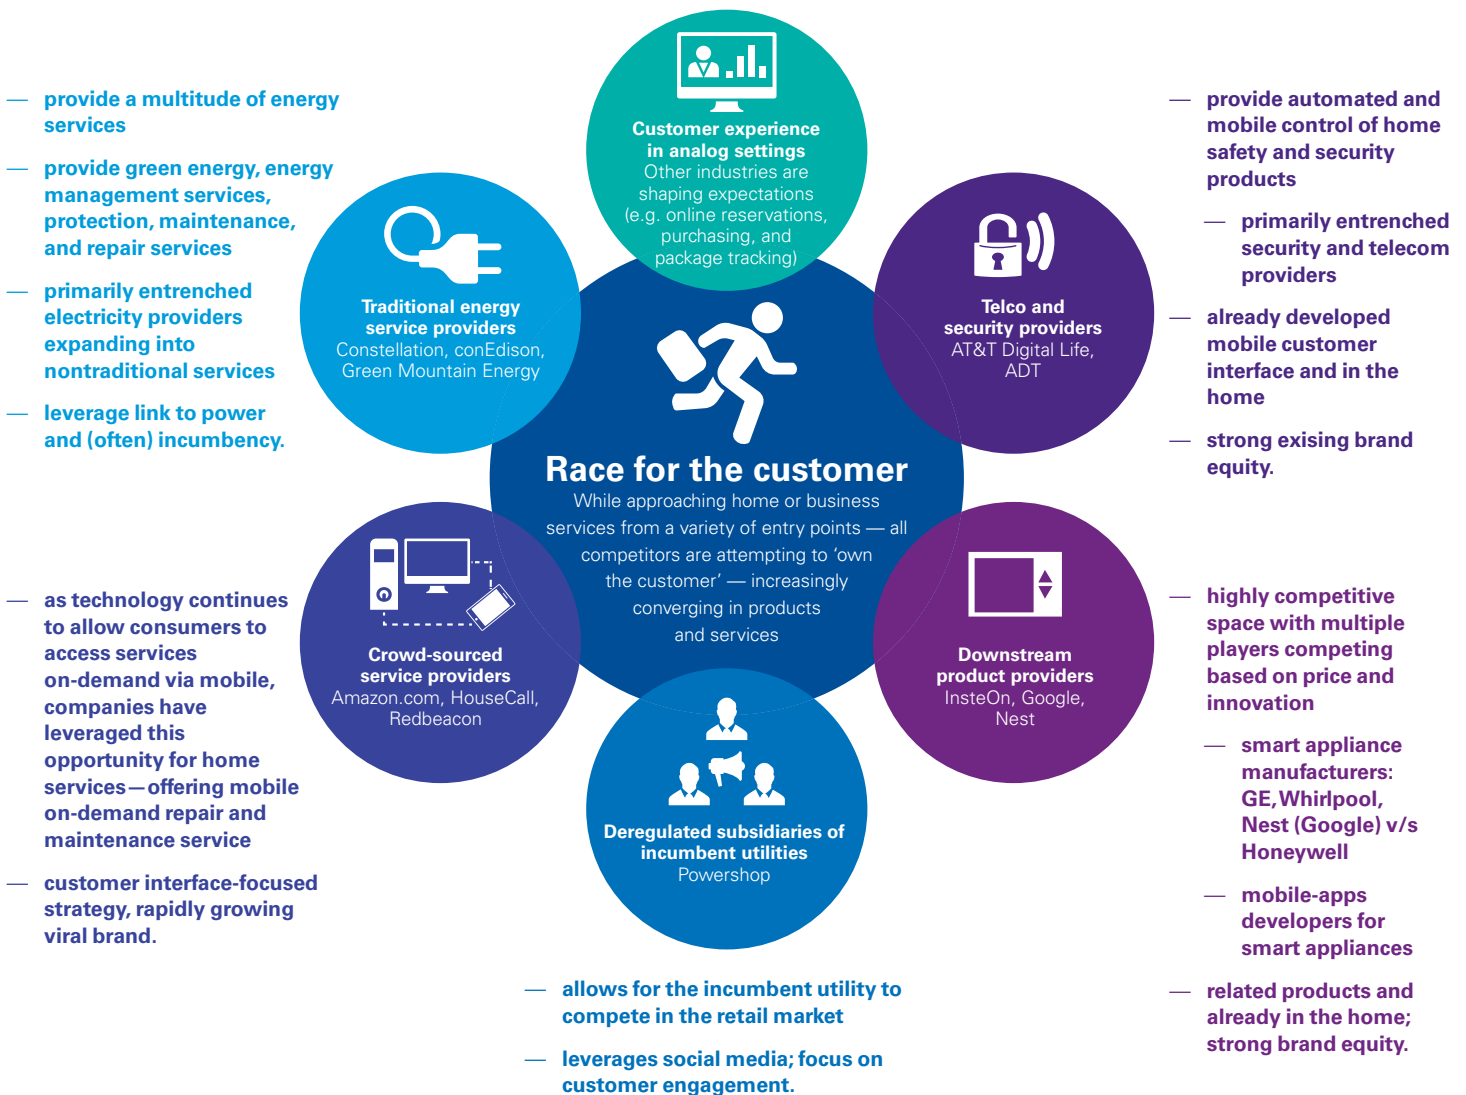 Customer experience
in analog settings
Other industries are
shaping expectations
(e.g. online reservations,
purchasing, and
package tracking)
— provide a multitude of energy
services
— provide green energy, energy
management services,
protection, maintenance,
and repair services
— primarily entrenched
electricity providers
expanding into
nontraditional services
— leverage link to power
and (often) incumbency.
Traditional energy
service providers
Constellation, conEdison,
Green Mountain Energy
Telco and
security providers
AT&T Digital Life,
ADT
— provide automated and
mobile control of home
safety and security
products
— primarily entrenched
security and telecom
providers
— already developed
mobile customer
interface and in the
home
— strong exising brand
equity.
Race for the customer
While approaching home or business
services from a variety of entry points — all
competitors are attempting to ‘own
the customer’ — increasingly
converging in products
and services
— as technology continues
to allow consumers to
access services
on-demand via mobile,
companies have
leveraged this
opportunity for home
services—offering mobile
on-demand repair and
maintenance service
— customer interface-focused
strategy, rapidly growing
viral brand.
Crowd-sourced
service providers
Amazon.com, HouseCall,
Redbeacon
Downstream
product providers
InsteOn, Google,
Nest
— highly competitive
space with multiple
players competing
based on price and
innovation
— smart appliance
manufacturers:
GE, Whirlpool,
Nest (Google) v/s
Honeywell
— mobile-apps
developers for
smart appliances
— related products and
already in the home;
strong brand equity.
Deregulated subsidiaries of
incumbent utilities
Powershop
— allows for the incumbent utility to
compete in the retail market
— leverages social media; focus on
customer engagement.